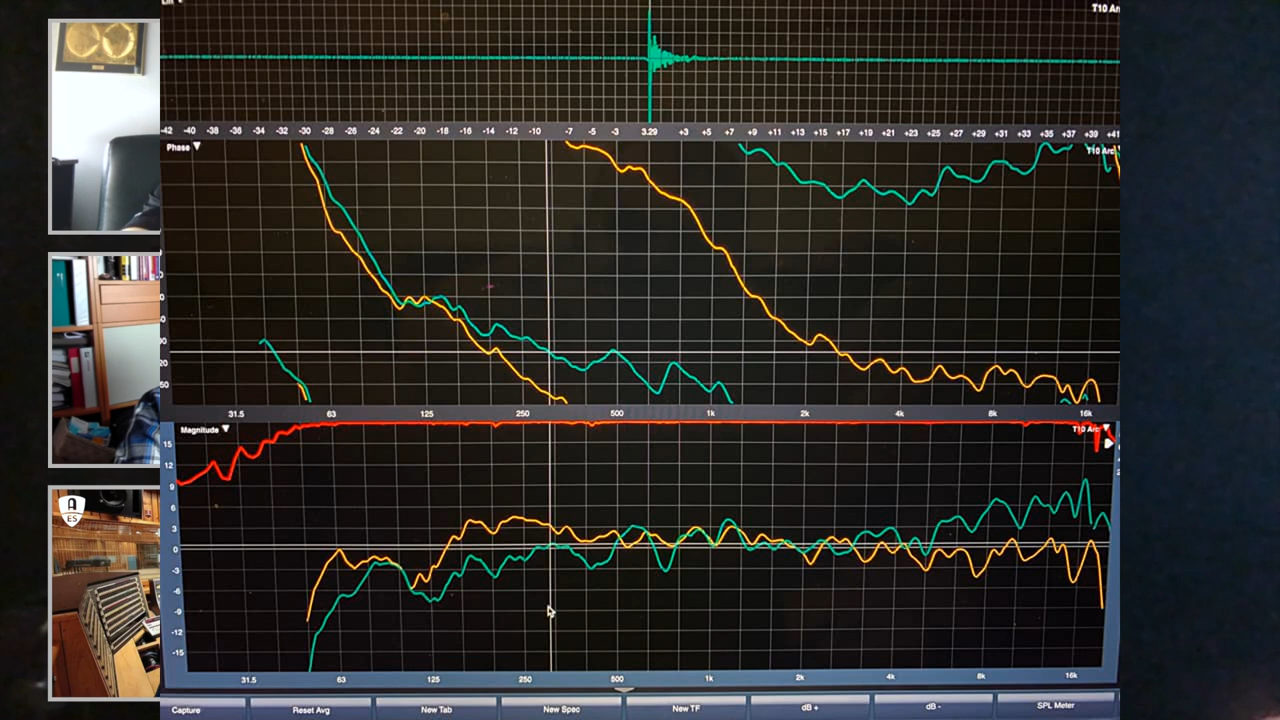 T10 Ar
-42 -40 -38 -36 -34 -32 -30 -28 -26 -24 -22 -20 -18 -16 -14 -12 -10 -7 -5 -3 3.29 +3 +5 +7 +9 +11 +13 +15 +17 +19 +21 +23 +25 +27 +29 +31 +33 +35 +37 +39 +41
Phase
T10 Arc
31.5 63 125 250 500 1k 2k 4k 8k 16k
Magnitude
T10 Arc
15
12
9
6
3
0
-3
-6
-9
-12
-15
31.5 63 125 250 500 1k 2k 4k 8k 16k
Capture Reset Avg New Tab New Spec New TF dB + dB - SPL Meter
A
ES